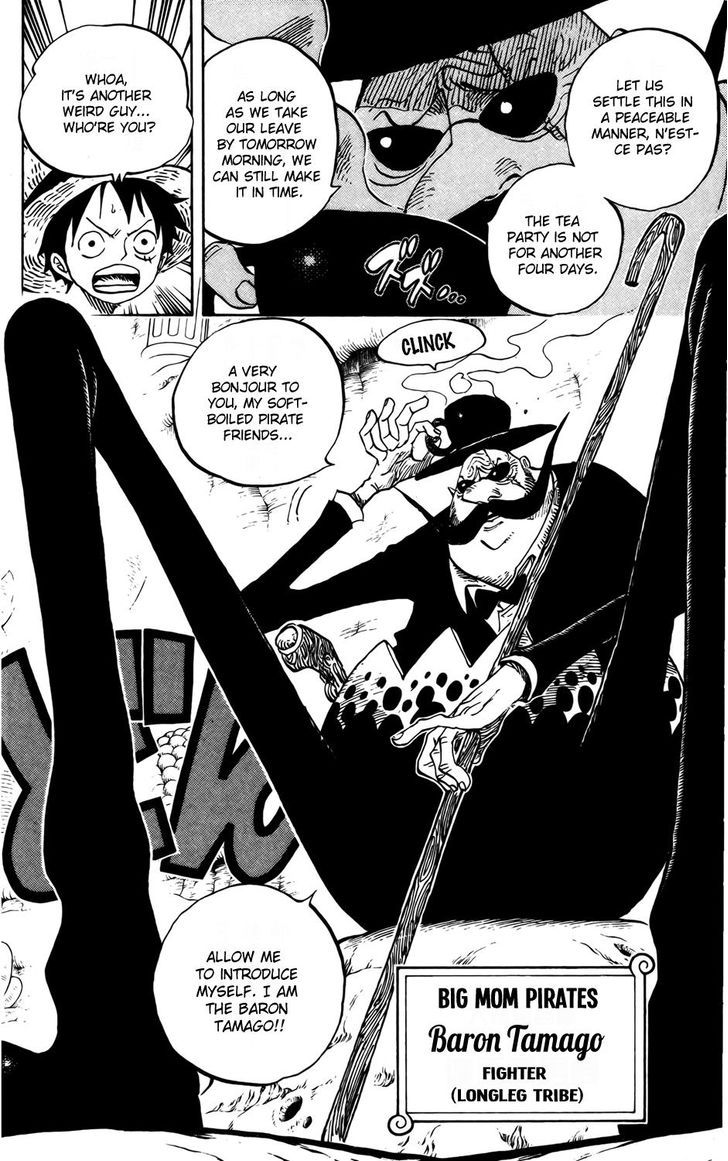 LET US
SETTLE THIS IN
A PEACEABLE
MANNER, N'EST-
CE PAS?
THE TEA
PARTY IS NOT
FOR ANOTHER
FOUR DAYS.
AS LONG
AS WE TAKE
OUR LEAVE
BY TOMORROW
MORNING, WE
CAN STILL MAKE
IT IN TIME.
ズズ...
WHOA,
IT'S ANOTHER
WEIRD GUY...
WHO'RE YOU?
CLINCK
A VERY
BONJOUR TO
YOU, MY SOFT-
BOILED PIRATE
FRIENDS...
ALLOW ME
TO INTRODUCE
MYSELF. I AM
THE BARON
TAMAGO!!
BIG MOM PIRATES
Baron Tamago
FIGHTER
(LONGLEG TRIBE)